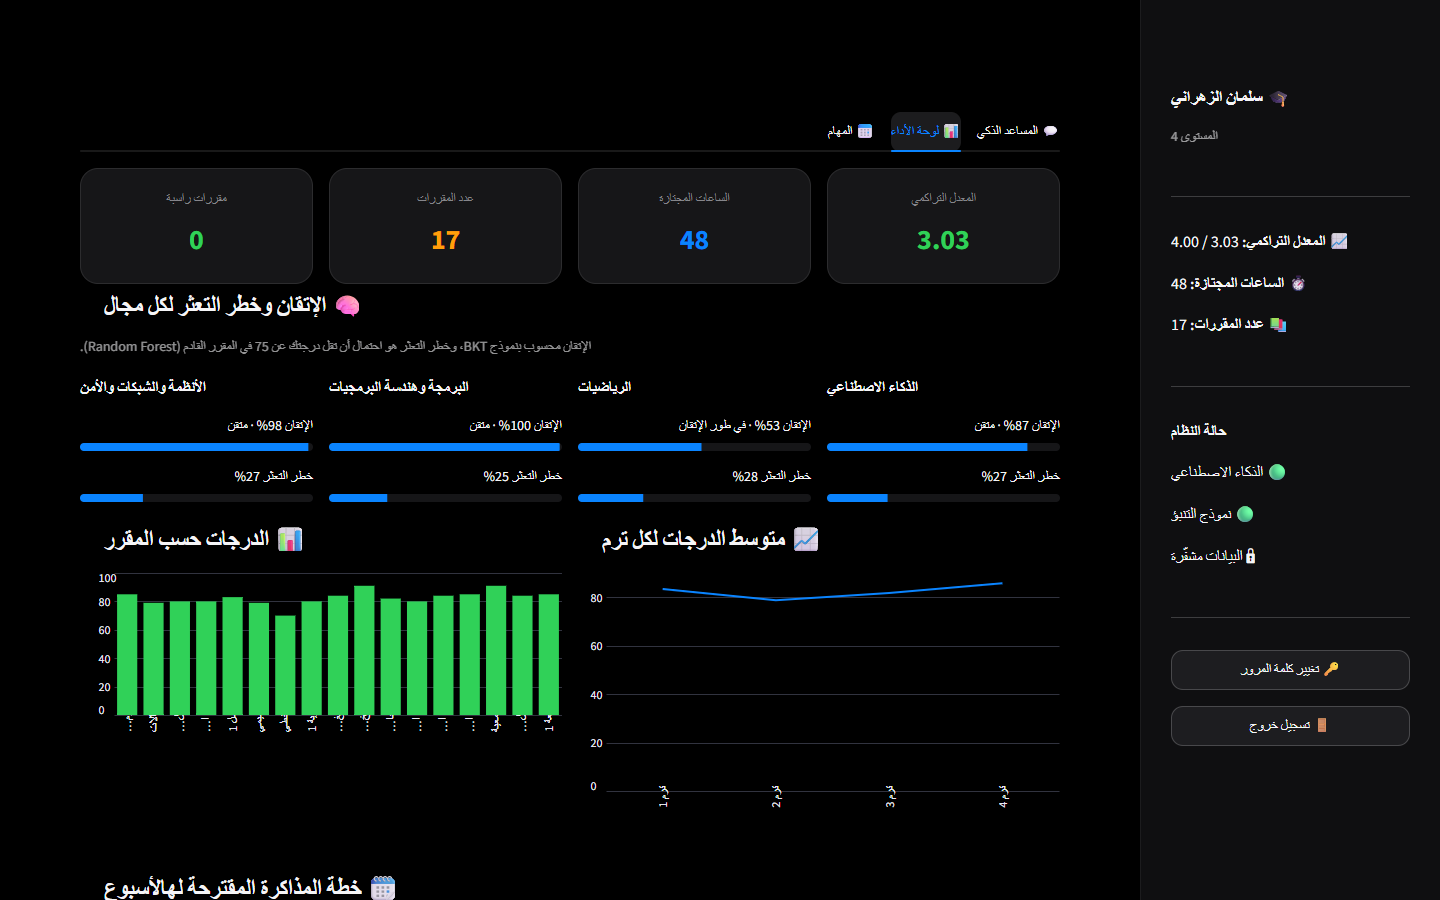 سلمان الزهراني
المستوى 4
المعدل التراكمي: 3.03 / 4.00
الساعات المجتازة: 48
عدد المقررات: 17
حالة النظام
الذكاء الاصطناعي
نموذج التنبؤ
البيانات مشفّرة
تغيير كلمة المرور
تسجيل خروج
المساعد الذكي لوحة الأداء المهام
المعدل التراكمي الساعات المجتازة عدد المقررات مقررات راسبة
3.03 48 17 0
الإتقان وخطر التعثر لكل مجال
الإتقان محسوب بنموذج BKT، وخطر التعثر هو احتمال أن تقل درجتك عن 75 في المقرر القادم (Random Forest).
الذكاء الاصطناعي الرياضيات البرمجة وهندسة البرمجيات الأنظمة والشبكات والأمن
الإتقان 87% · متقن الإتقان 53% · في طور الإتقان الإتقان 100% · متقن الإتقان 98% · متقن
خطر التعثر 27% خطر التعثر 28% خطر التعثر 25% خطر التعثر 27%
متوسط الدرجات لكل ترم
80
60
40
20
0
ترم 1 ترم 2 ترم 3 ترم 4
الدرجات حسب المقرر
100
80
60
40
20
0
خطة المذاكرة المقترحة لهالأسبوع